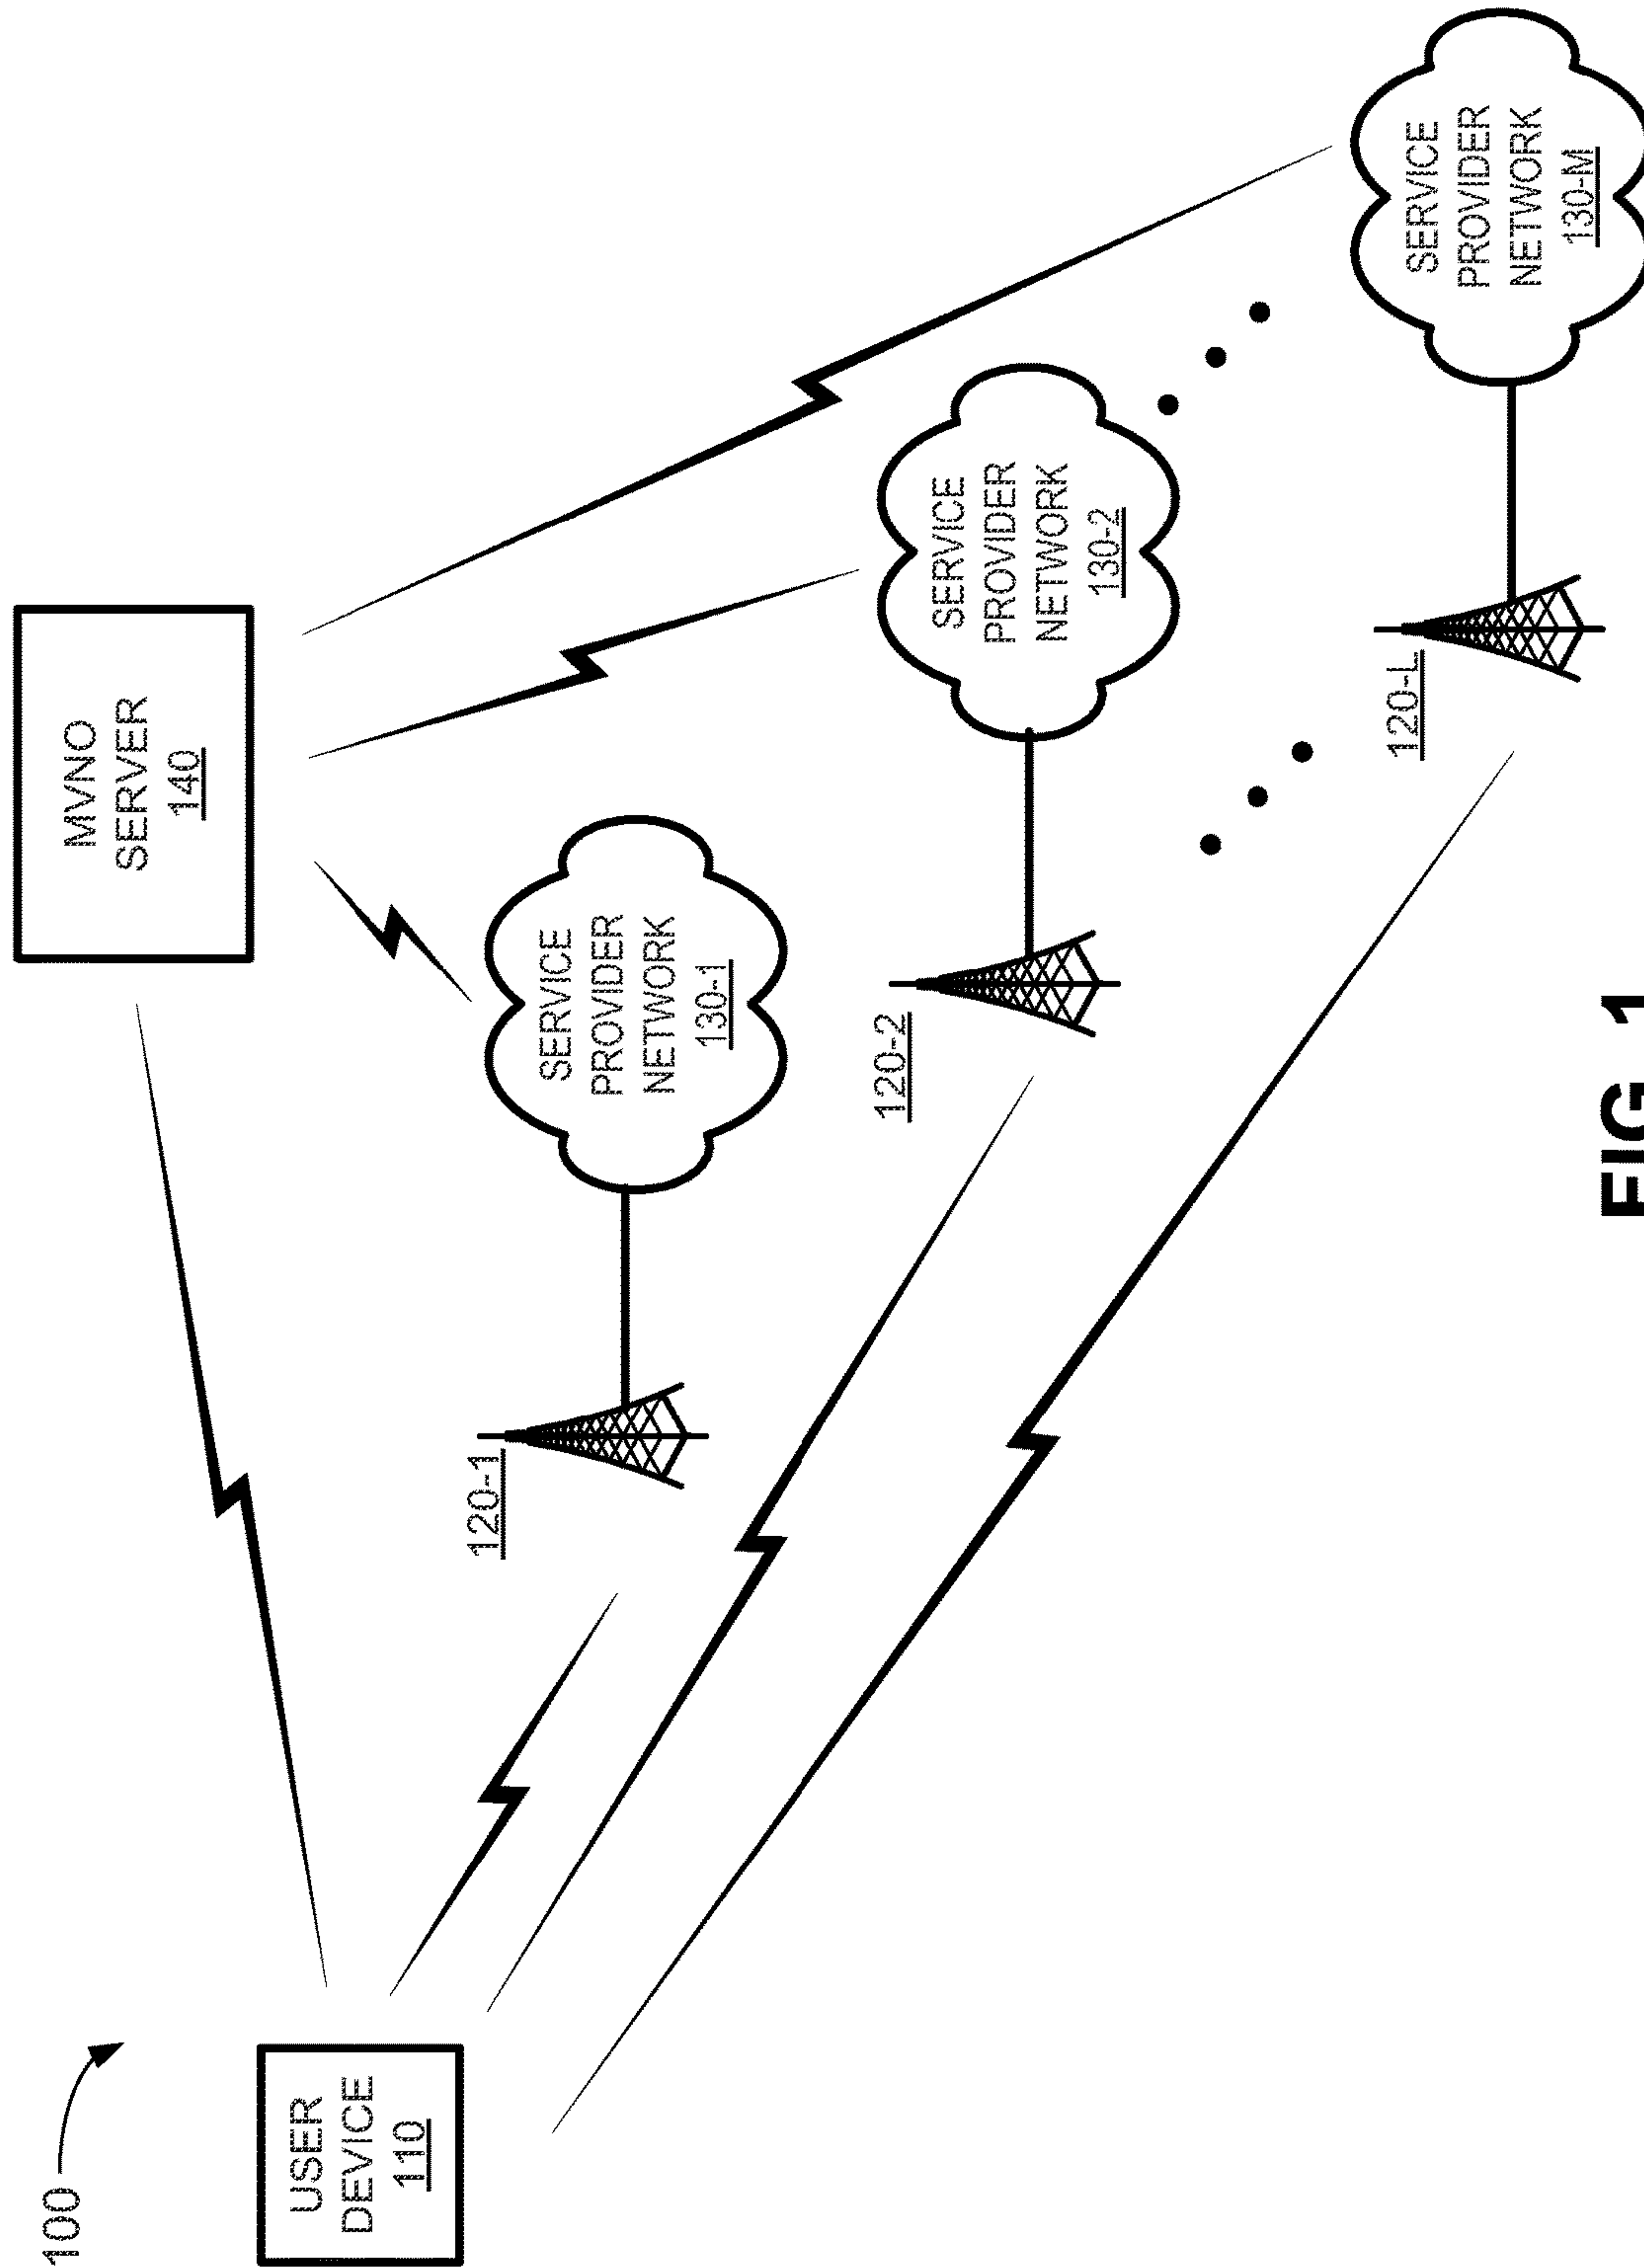 100
USER
DEVICE
110
MVNO
SERVER
140
120-1
SERVICE
PROVIDER
NETWORK
130-1
120-2
SERVICE
PROVIDER
NETWORK
130-2
120-L
SERVICE
PROVIDER
NETWORK
130-M
FIG. 1